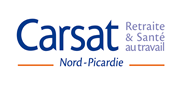 Carsat
Retraite
& Santé
au travail
Nord-Picardie